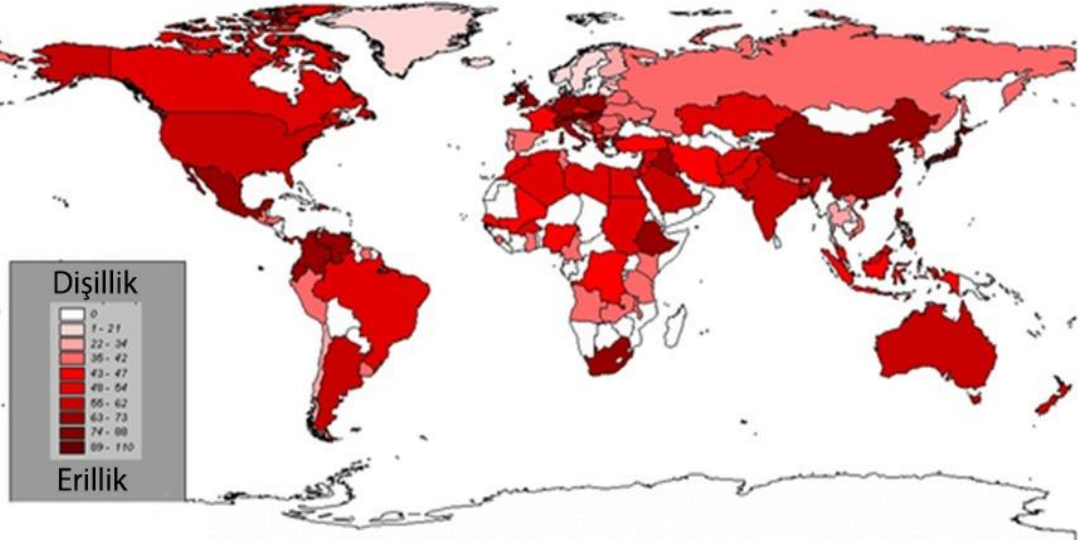 Dişillik
0
1 - 21
22 - 34
35 - 42
43 - 47
48 - 54
55 - 62
63 - 73
74 - 88
89 - 110
Erillik